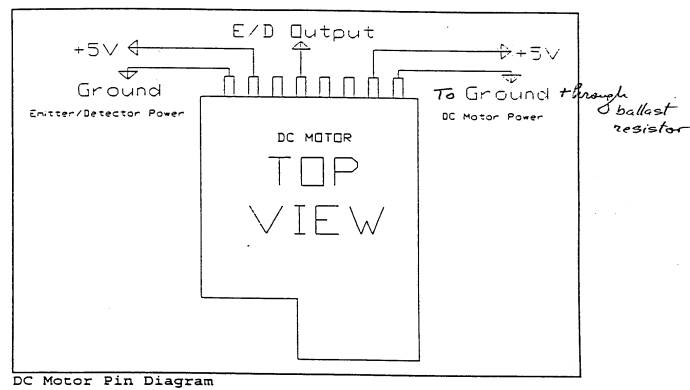 E/D Output
+5V
+5V
Ground
To Ground through
ballast
resistor
Emitter/Detector Power
DC Motor Power
DC MOTOR
TOP
VIEW
DC Motor Pin Diagram